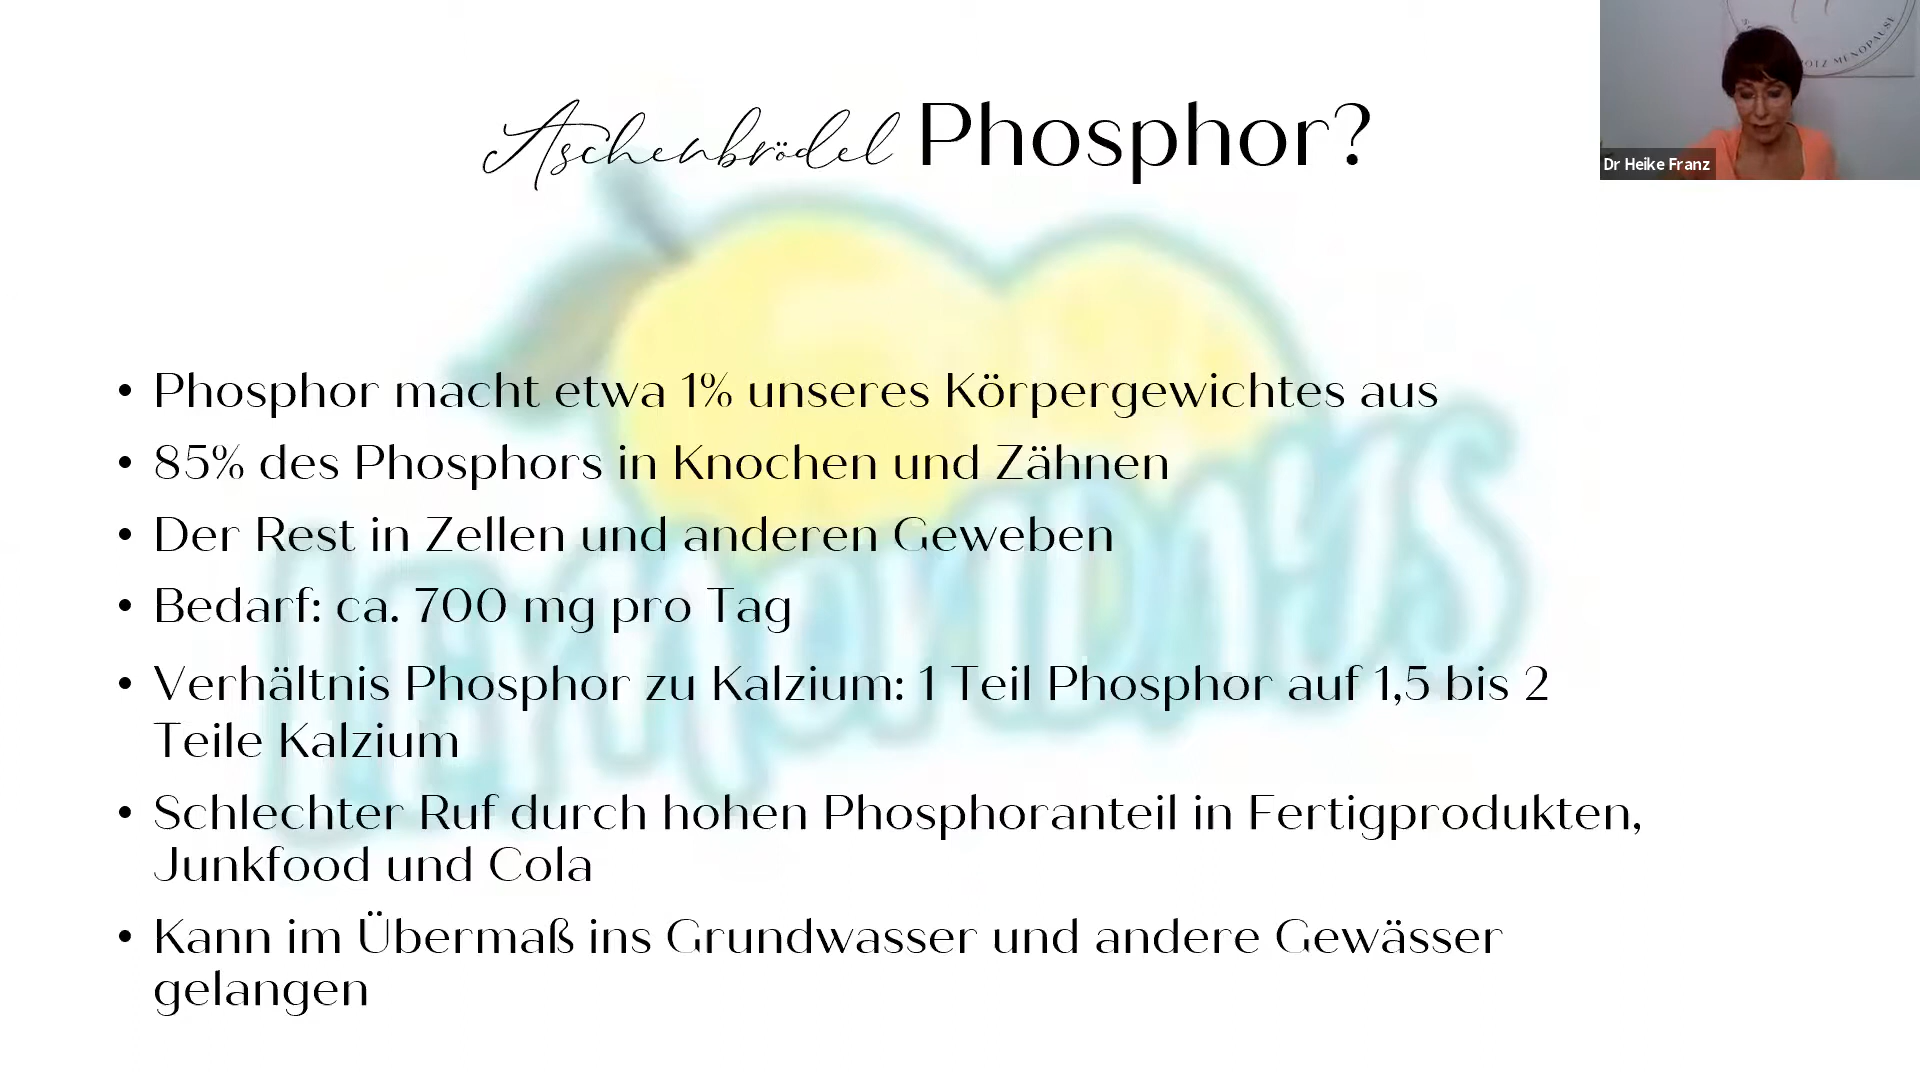 Aschenbrödel Phosphor?
OTZ MENOPAUSE
Dr Heike Franz
• Phosphor macht etwa 1% unseres Körpergewichtes aus
• 85% des Phosphors in Knochen und Zähnen
• Der Rest in Zellen und anderen Geweben
• Bedarf: ca. 700 mg pro Tag
• Verhältnis Phosphor zu Kalzium: 1 Teil Phosphor auf 1,5 bis 2
Teile Kalzium
• Schlechter Ruf durch hohen Phosphoranteil in Fertigprodukten,
Junkfood und Cola
• Kann im Übermaß ins Grundwasser und andere Gewässer
gelangen